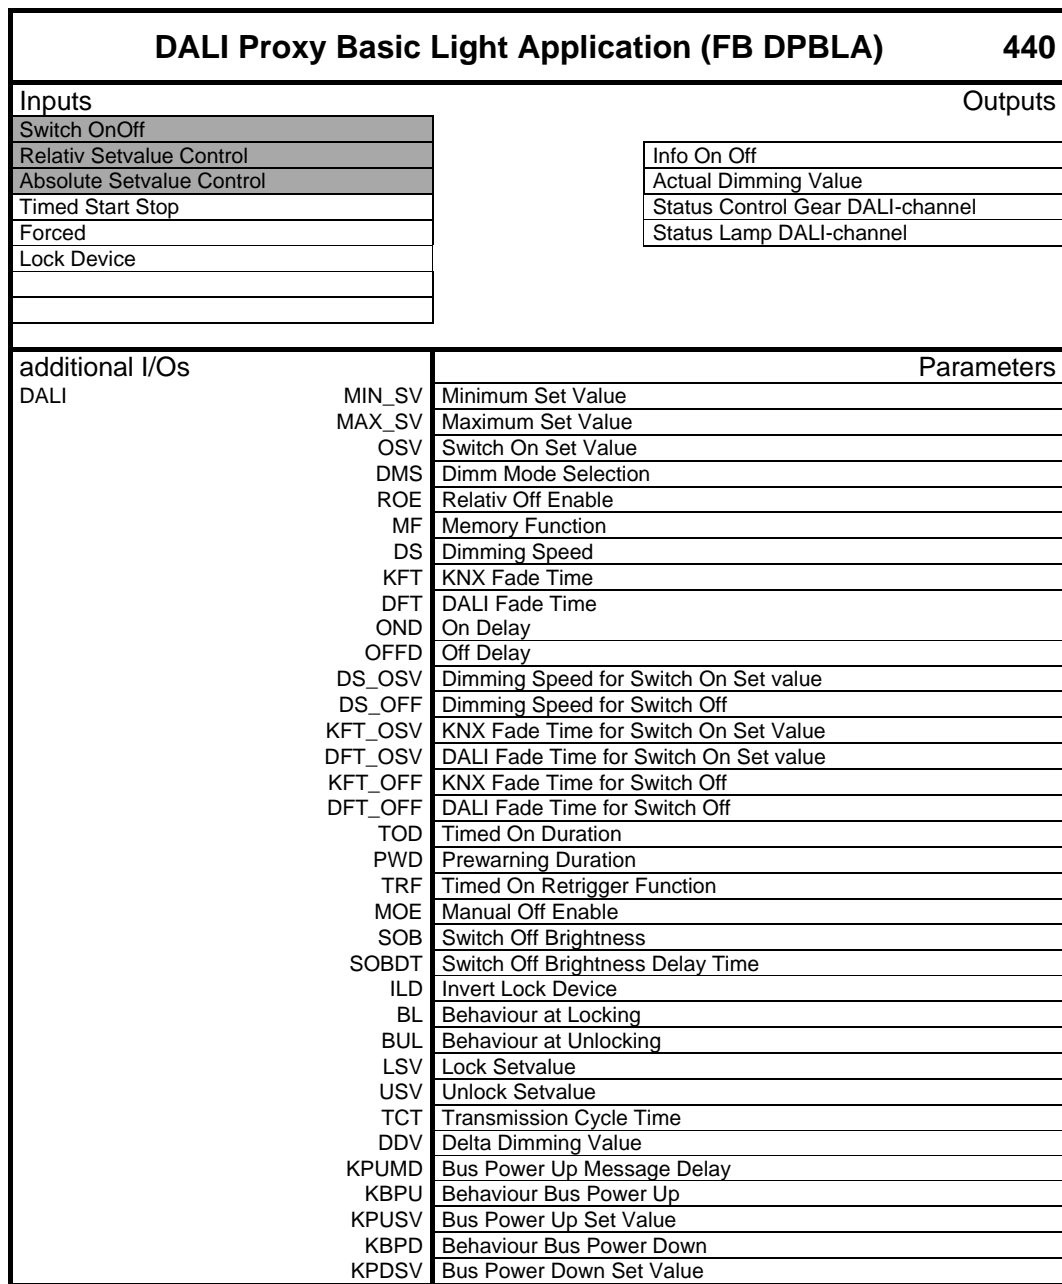 DALI Proxy Basic Light Application (FB DPBLA) 440
Inputs Outputs
Switch OnOff
Relativ Setvalue Control Info On Off
Absolute Setvalue Control Actual Dimming Value
Timed Start Stop Status Control Gear DALI-channel
Forced Status Lamp DALI-channel
Lock Device
additional I/Os Parameters
DALI MIN_SV Minimum Set Value
MAX_SV Maximum Set Value
OSV Switch On Set Value
DMS Dimm Mode Selection
ROE Relativ Off Enable
MF Memory Function
DS Dimming Speed
KFT KNX Fade Time
DFT DALI Fade Time
OND On Delay
OFFD Off Delay
DS_OSV Dimming Speed for Switch On Set value
DS_OFF Dimming Speed for Switch Off
KFT_OSV KNX Fade Time for Switch On Set Value
DFT_OSV DALI Fade Time for Switch On Set value
KFT_OFF KNX Fade Time for Switch Off
DFT_OFF DALI Fade Time for Switch Off
TOD Timed On Duration
PWD Prewarning Duration
TRF Timed On Retrigger Function
MOE Manual Off Enable
SOB Switch Off Brightness
SOBDT Switch Off Brightness Delay Time
ILD Invert Lock Device
BL Behaviour at Locking
BUL Behaviour at Unlocking
LSV Lock Setvalue
USV Unlock Setvalue
TCT Transmission Cycle Time
DDV Delta Dimming Value
KPUMD Bus Power Up Message Delay
KBPU Behaviour Bus Power Up
KPUSV Bus Power Up Set Value
KBPD Behaviour Bus Power Down
KPDSV Bus Power Down Set Value